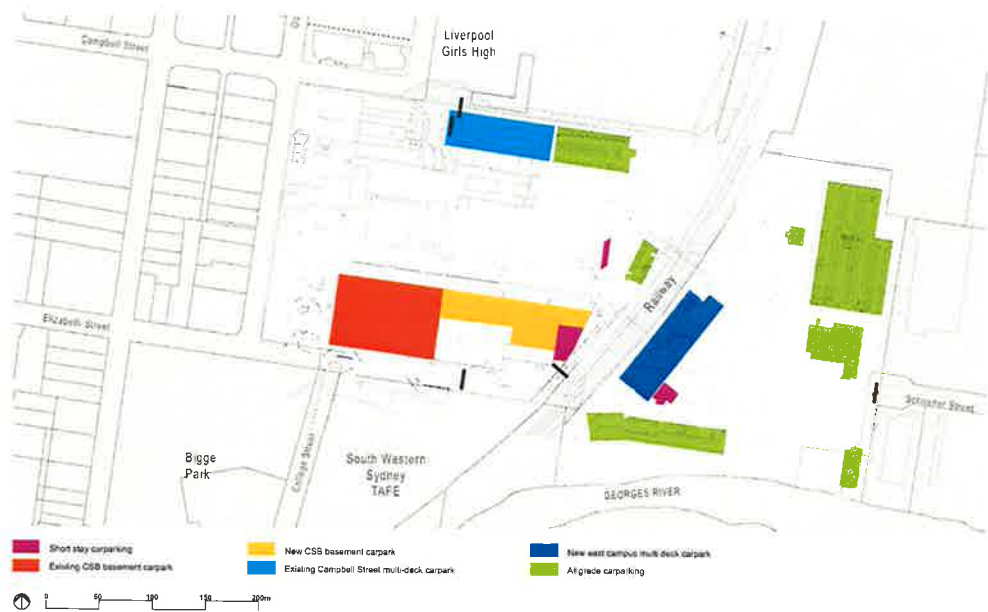 Liverpool
Girls High
Campbell Street
Railway
Elizabeth Street
Bigge
Park
College Street
South Western
Sydney
TAFE
GEORGES RIVER
Street
Short stay carparking
Existing CSB basement carpark
New CSB basement carpark
Existing Campbell Street multi-deck carpark
New east campus multi deck carpark
At grade carparking
0 50 100 150 200m